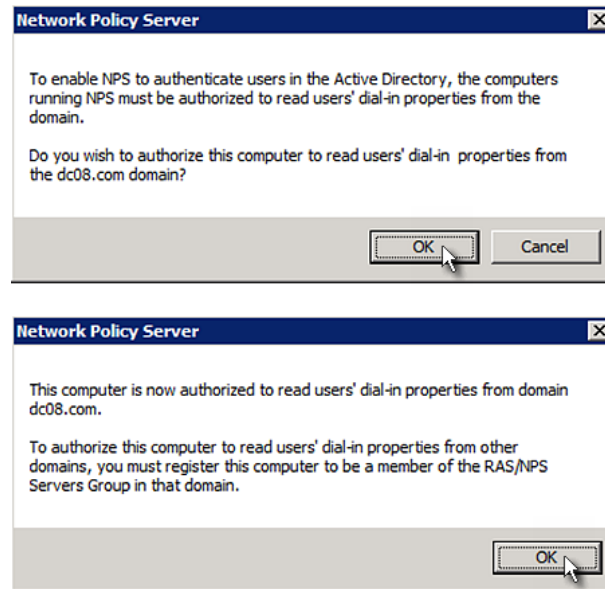 Network Policy Server
To enable NPS to authenticate users in the Active Directory, the computers
running NPS must be authorized to read users' dial-in properties from the
domain.
Do you wish to authorize this computer to read users' dial-in  properties from
the dc08.com domain?
OK
Cancel
Network Policy Server
This computer is now authorized to read users' dial-in properties from domain
dc08.com.
To authorize this computer to read users' dial-in properties from other
domains, you must register this computer to be a member of the RAS/NPS
Servers Group in that domain.
OK